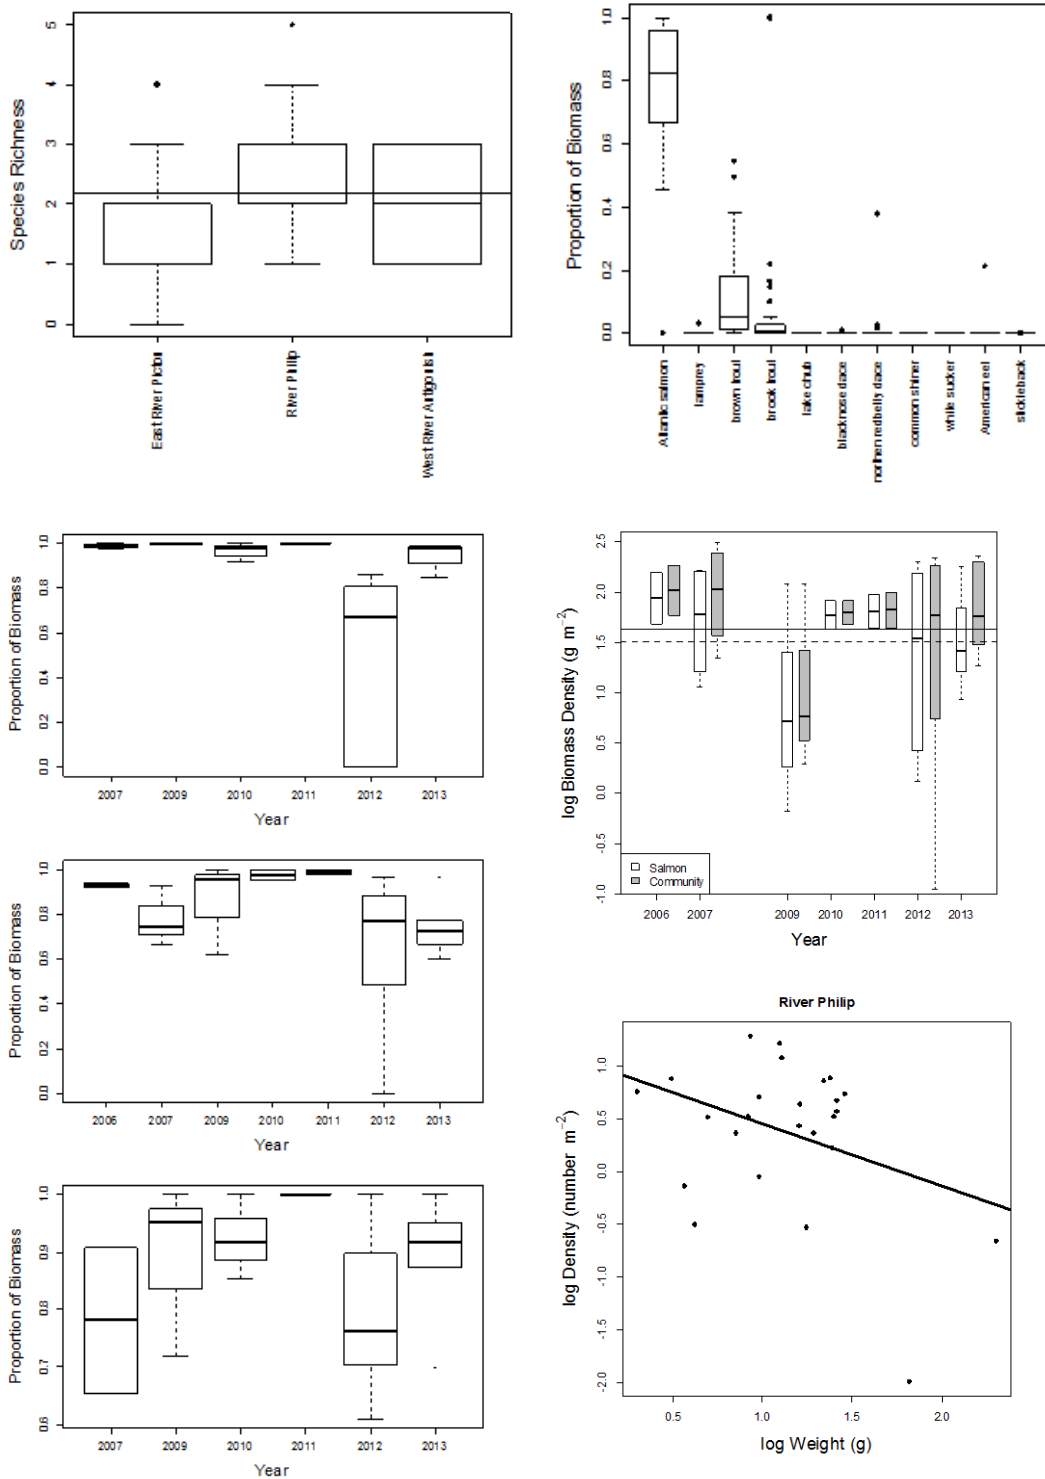 Species Richness
5
4
3
2
1
0
East River Pictou
River Philip
West River Antigonish
Proportion of Biomass
1.0
0.8
0.6
0.4
0.2
0.0
Atlantic salmon
lamprey
brown trout
brook trout
lake chub
blacknose dace
northern redbelly dace
common shiner
white sucker
American eel
stickleback
Proportion of Biomass
1.0
0.8
0.6
0.4
0.2
0.0
2007 2009 2010 2011 2012 2013
Year
log Biomass Density (g m⁻²)
2.5
2.0
1.5
1.0
0.5
0.0
-0.5
-1.0
Salmon
Community
2006 2007 2009 2010 2011 2012 2013
Year
Proportion of Biomass
1.0
0.8
0.6
0.4
0.2
0.0
2006 2007 2009 2010 2011 2012 2013
Year
River Philip
log Density (number m⁻²)
1.0
0.5
0.0
-0.5
-1.0
-1.5
-2.0
0.5 1.0 1.5 2.0
log Weight (g)
Proportion of Biomass
1.0
0.9
0.8
0.7
0.6
2007 2009 2010 2011 2012 2013
Year